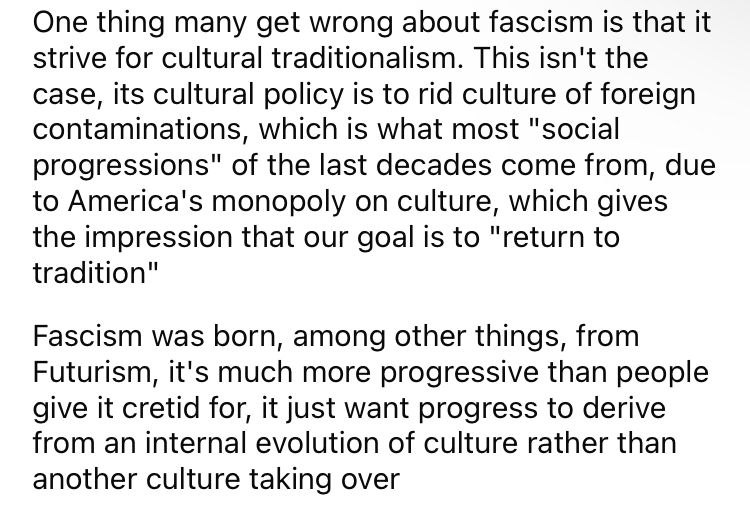 One thing many get wrong about fascism is that it
strive for cultural traditionalism. This isn't the
case, its cultural policy is to rid culture of foreign
contaminations, which is what most "social
progressions" of the last decades come from, due
to America's monopoly on culture, which gives
the impression that our goal is to "return to
tradition"
Fascism was born, among other things, from
Futurism, it's much more progressive than people
give it cretid for, it just want progress to derive
from an internal evolution of culture rather than
another culture taking over